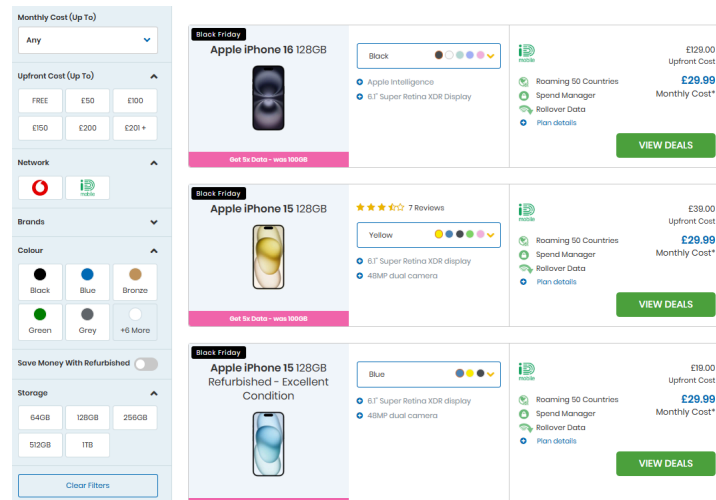 Monthly Cost (Up To)
Any
Upfront Cost (Up To)
FREE
£50
£100
£150
£200
£201 +
Network
iD
mobile
Brands
Colour
Black
Blue
Bronze
Green
Grey
+6 More
Save Money With Refurbished
Storage
64GB
128GB
256GB
512GB
1TB
Clear Filters
Black Friday
Apple iPhone 16 128GB
Get 5x Data - was 100GB
Black
Apple Intelligence
6.1" Super Retina XDR Display
iD
mobile
Roaming 50 Countries
Spend Manager
Rollover Data
Plan details
£129.00
Upfront Cost
£29.99
Monthly Cost*
VIEW DEALS
Black Friday
Apple iPhone 15 128GB
Get 5x Data - was 100GB
7 Reviews
Yellow
6.1" Super Retina XDR display
48MP dual camera
iD
mobile
Roaming 50 Countries
Spend Manager
Rollover Data
Plan details
£39.00
Upfront Cost
£29.99
Monthly Cost*
VIEW DEALS
Black Friday
Apple iPhone 15 128GB
Refurbished - Excellent
Condition
Blue
6.1" Super Retina XDR display
48MP dual camera
iD
mobile
Roaming 50 Countries
Spend Manager
Rollover Data
Plan details
£19.00
Upfront Cost
£29.99
Monthly Cost*
VIEW DEALS